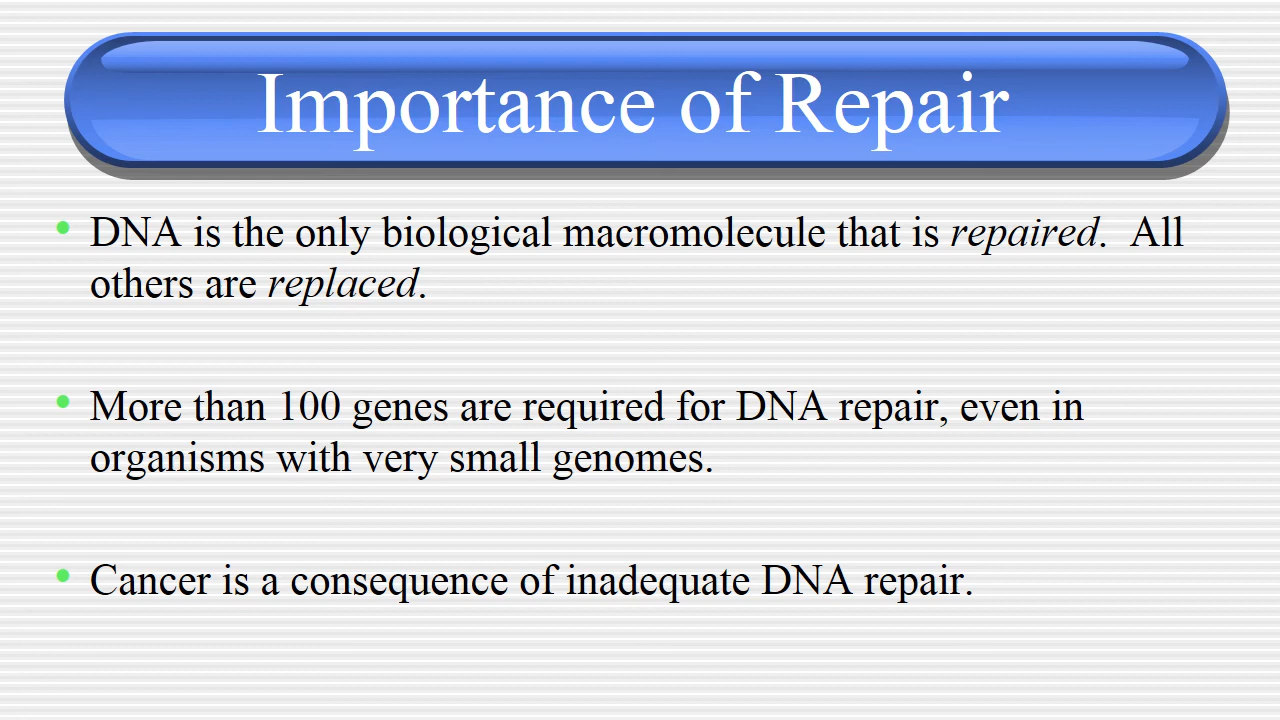 Importance of Repair
• DNA is the only biological macromolecule that is repaired.  All
others are replaced.
• More than 100 genes are required for DNA repair, even in
organisms with very small genomes.
• Cancer is a consequence of inadequate DNA repair.